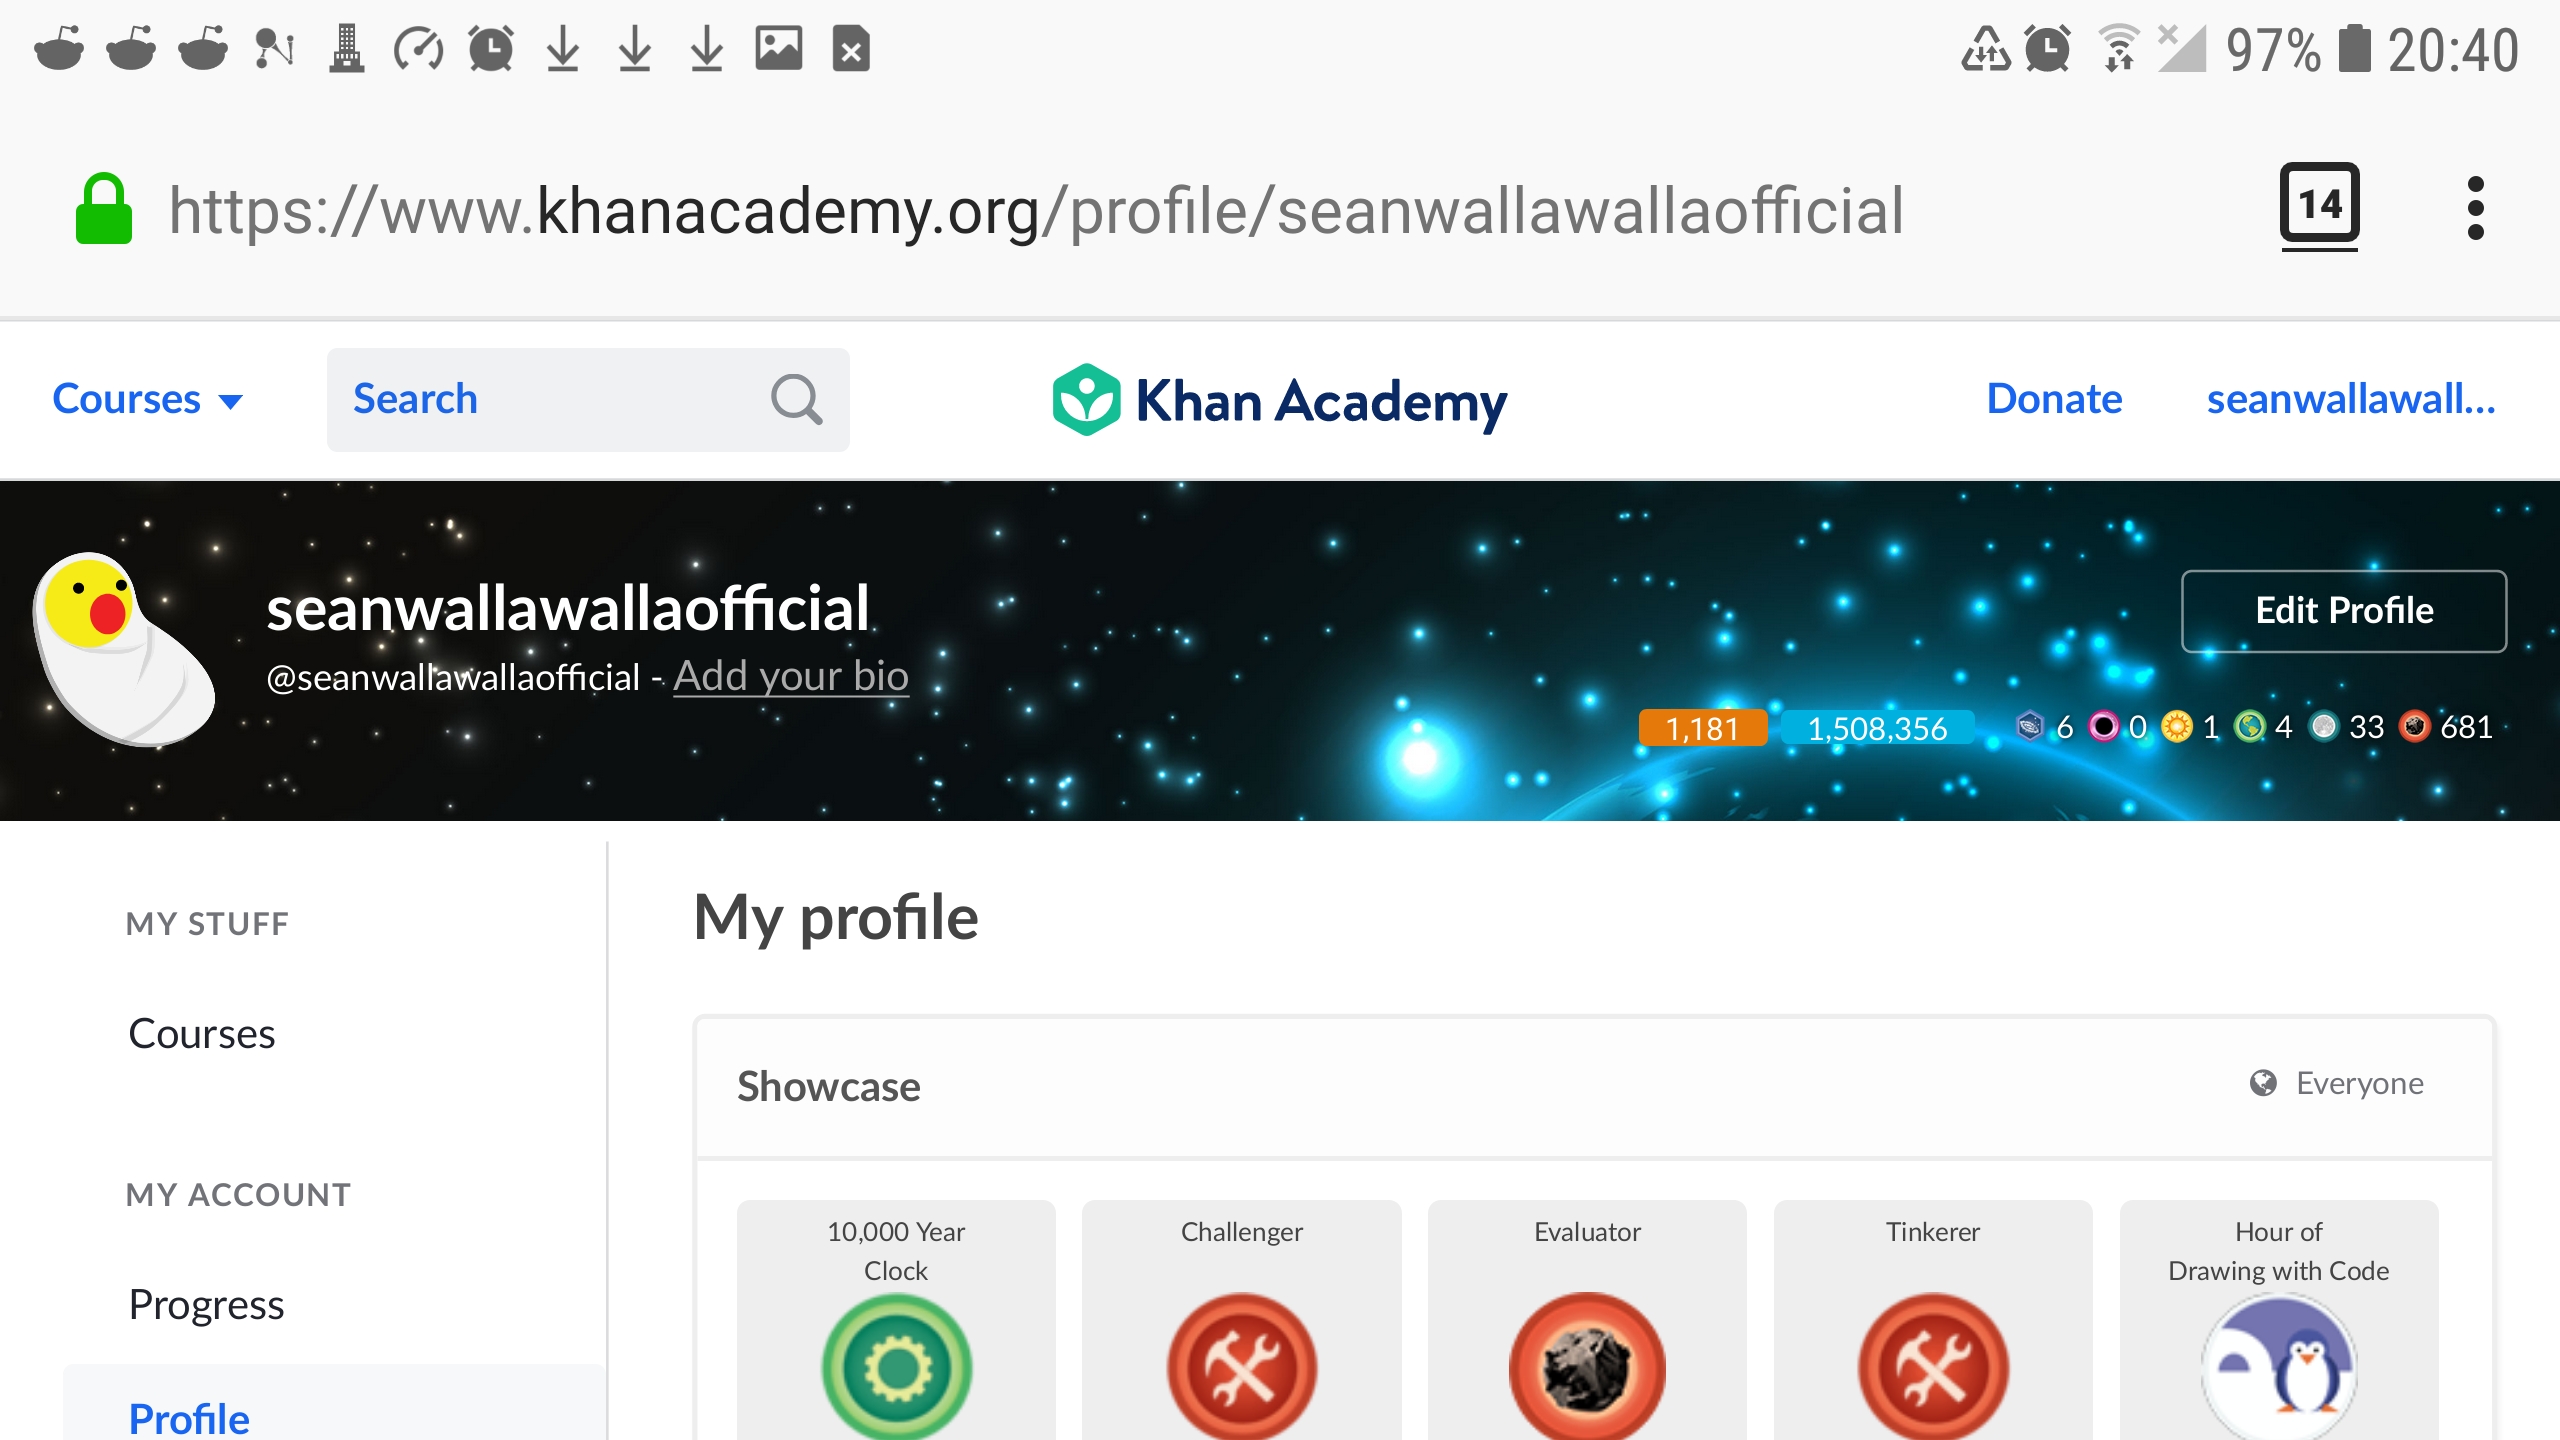 97% 20:40
https://www.khanacademy.org/profile/seanwallawallaofficial
14
Courses
Search
Khan Academy
Donate
seanwallawall...
seanwallawallaofficial
Edit Profile
@seanwallawallaofficial - Add your bio
1,181 1,508,356 6 0 1 4 33 681
MY STUFF
Courses
MY ACCOUNT
Progress
Profile
My profile
Showcase
Everyone
10,000 Year
Clock
Challenger
Evaluator
Tinkerer
Hour of
Drawing with Code